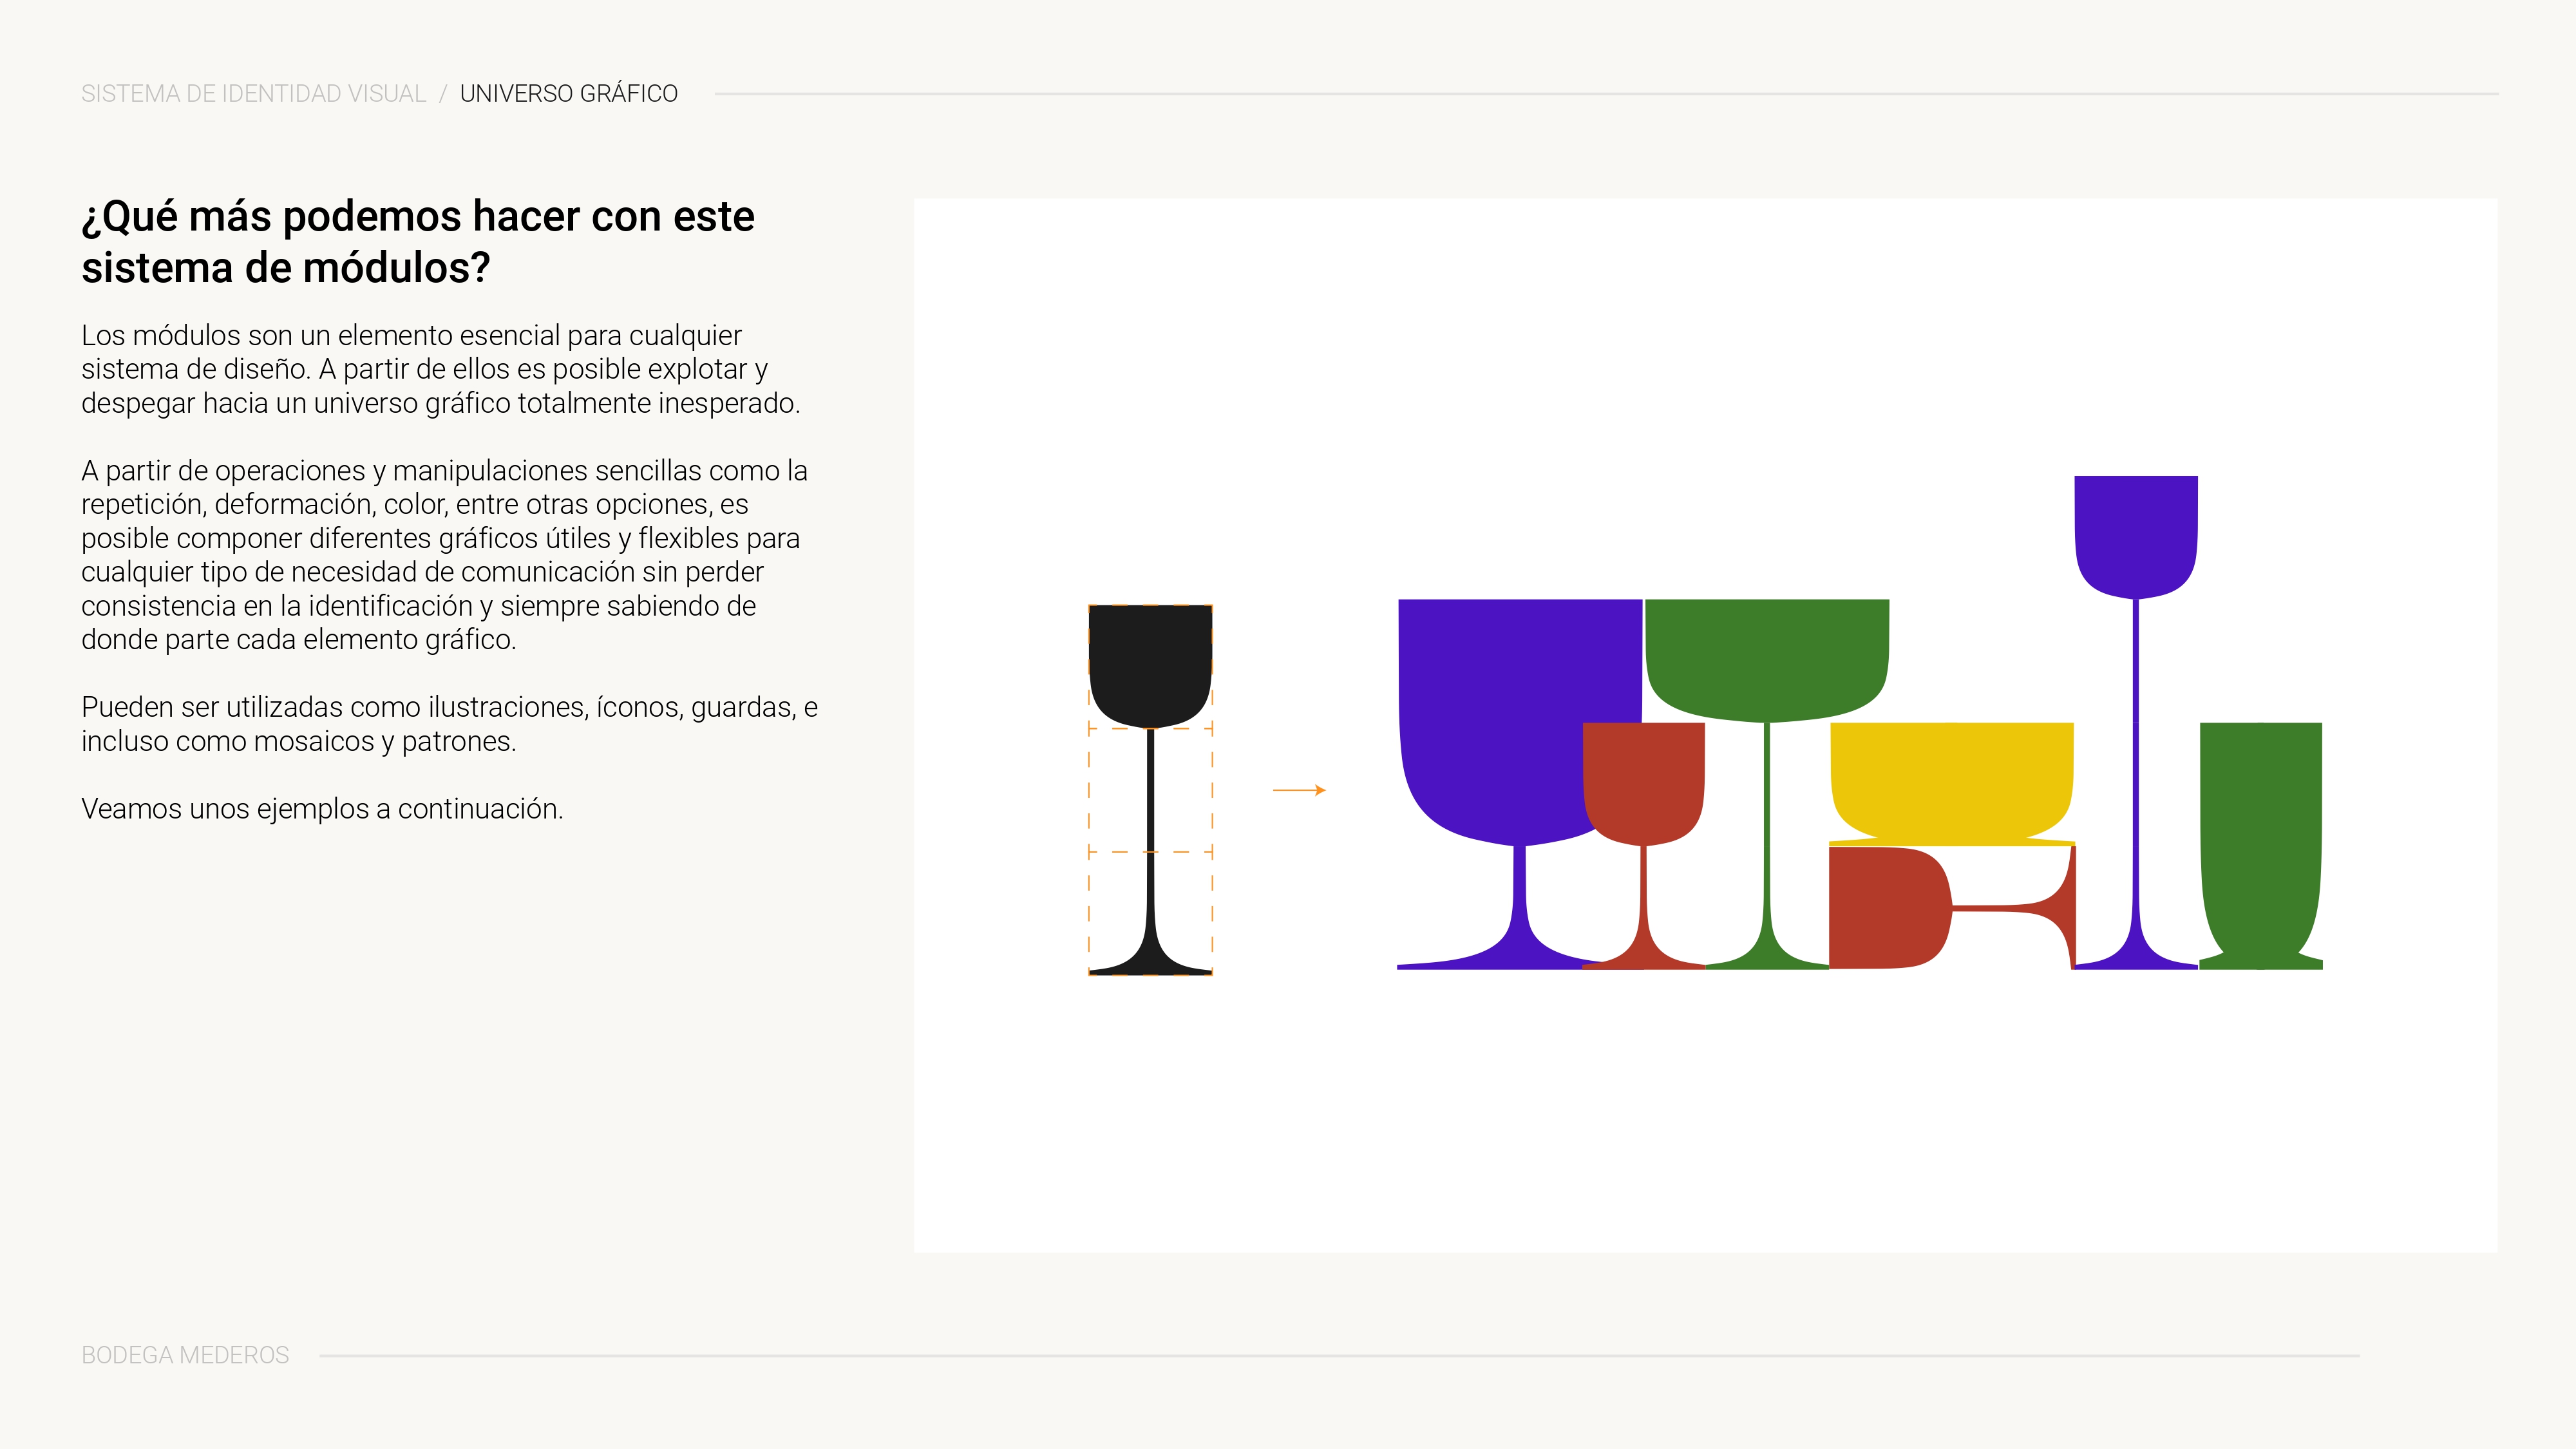 SISTEMA DE IDENTIDAD VISUAL / UNIVERSO GRÁFICO
¿Qué más podemos hacer con este
sistema de módulos?
Los módulos son un elemento esencial para cualquier
sistema de diseño. A partir de ellos es posible explotar y
despegar hacia un universo gráfico totalmente inesperado.
A partir de operaciones y manipulaciones sencillas como la
repetición, deformación, color, entre otras opciones, es
posible componer diferentes gráficos útiles y flexibles para
cualquier tipo de necesidad de comunicación sin perder
consistencia en la identificación y siempre sabiendo de
donde parte cada elemento gráfico.
Pueden ser utilizadas como ilustraciones, íconos, guardas, e
incluso como mosaicos y patrones.
Veamos unos ejemplos a continuación.
BODEGA MEDEROS